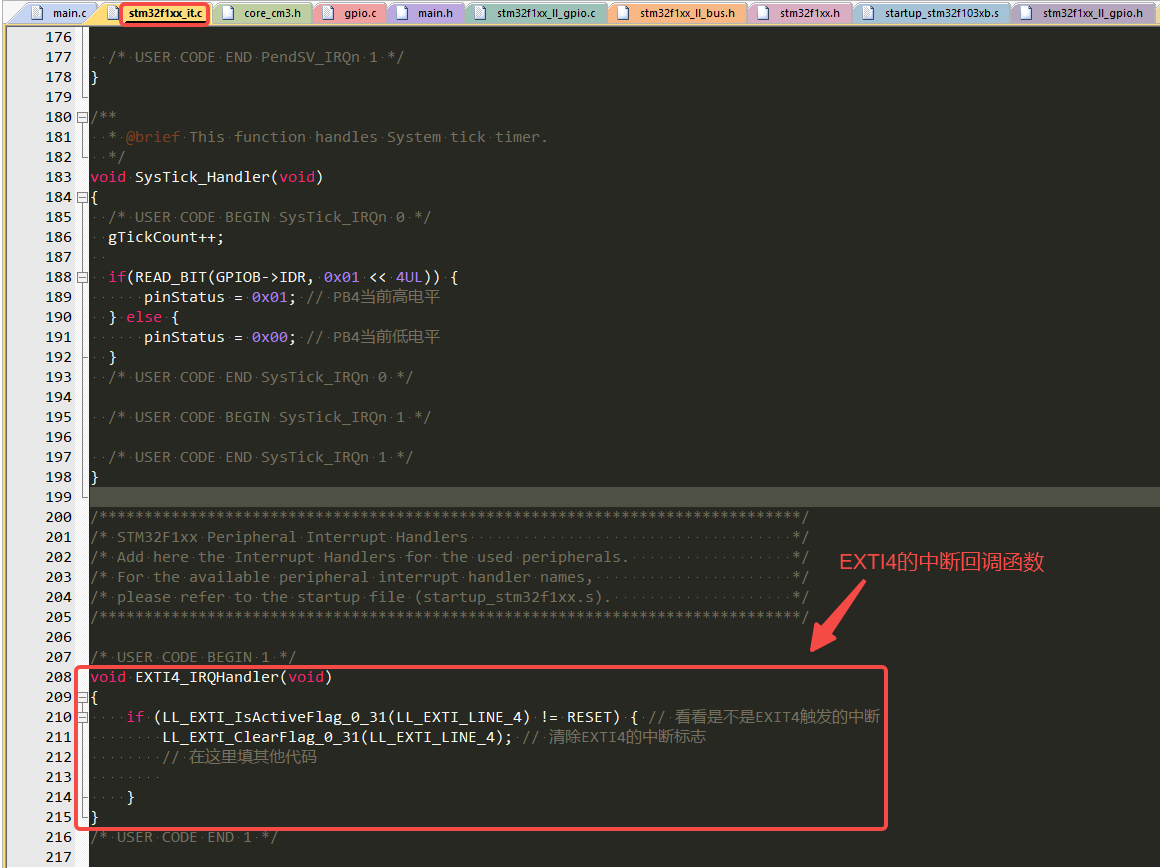 main.c stm32f1xx_it.c core_cm3.h gpio.c main.h stm32f1xx_ll_gpio.c stm32f1xx_ll_bus.h stm32f1xx.h startup_stm32f103xb.s stm32f1xx_ll_gpio.h
176
177 /* USER CODE END PendSV_IRQn 1 */
178 }
179
180 /**
181 * @brief This function handles System tick timer.
182 */
183 void SysTick_Handler(void)
184 {
185 /* USER CODE BEGIN SysTick_IRQn 0 */
186 gTickCount++;
187
188 if(READ_BIT(GPIOB->IDR, 0x01 << 4UL)) {
189 pinStatus = 0x01; // PB4当前高电平
190 } else {
191 pinStatus = 0x00; // PB4当前低电平
192 }
193 /* USER CODE END SysTick_IRQn 0 */
194
195 /* USER CODE BEGIN SysTick_IRQn 1 */
196
197 /* USER CODE END SysTick_IRQn 1 */
198 }
199
200 /******************************************************************************/
201 /* STM32F1xx Peripheral Interrupt Handlers */
202 /* Add here the Interrupt Handlers for the used peripherals. */
203 /* For the available peripheral interrupt handler names, */
204 /* please refer to the startup file (startup_stm32f1xx.s). */
205 /******************************************************************************/
EXTI4的中断回调函数
206
207 /* USER CODE BEGIN 1 */
208 void EXTI4_IRQHandler(void)
209 {
210 if (LL_EXTI_IsActiveFlag_0_31(LL_EXTI_LINE_4) != RESET) { // 看看是不是EXIT4触发的中断
211 LL_EXTI_ClearFlag_0_31(LL_EXTI_LINE_4); // 清除EXTI4的中断标志
212 // 在这里填其他代码
213
214 }
215 }
216 /* USER CODE END 1 */
217